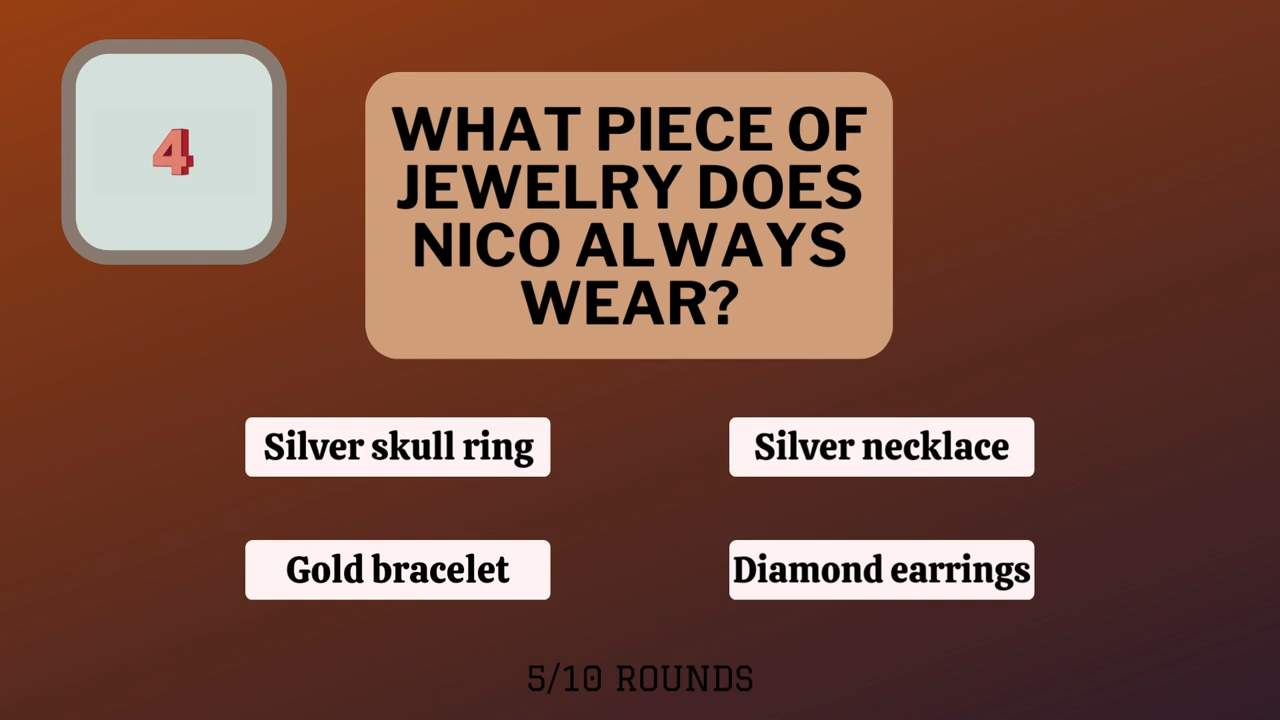 4
WHAT PIECE OF
JEWELRY DOES
NICO ALWAYS
WEAR?
Silver skull ring
Silver necklace
Gold bracelet
Diamond earrings
5/10 ROUNDS